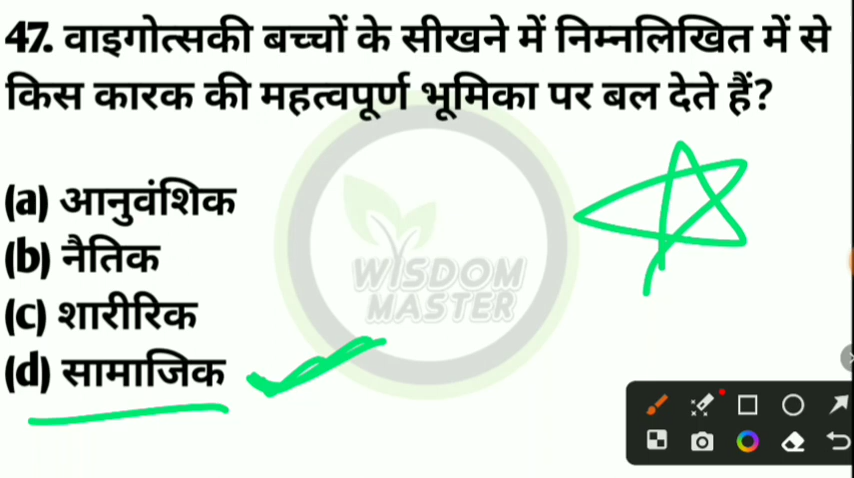 47. वाइगोत्सकी बच्चों के सीखने में निम्नलिखित में से
किस कारक की महत्वपूर्ण भूमिका पर बल देते हैं?
(a) आनुवंशिक
(b) नैतिक
(c) शारीरिक
(d) सामाजिक
WISDOM
MASTER